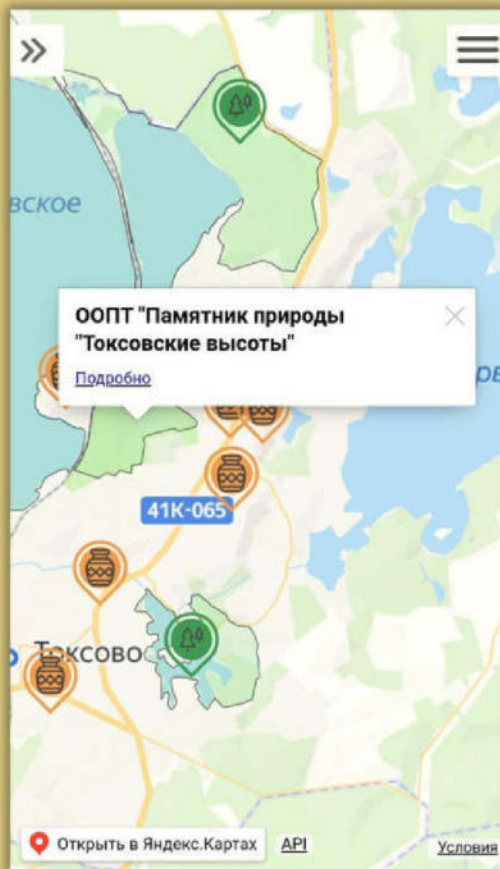 вское
ООПТ "Памятник природы
"Токсовские высоты"
Подробно
41К-065
Токсово
Открыть в Яндекс.Картах
API
Условия